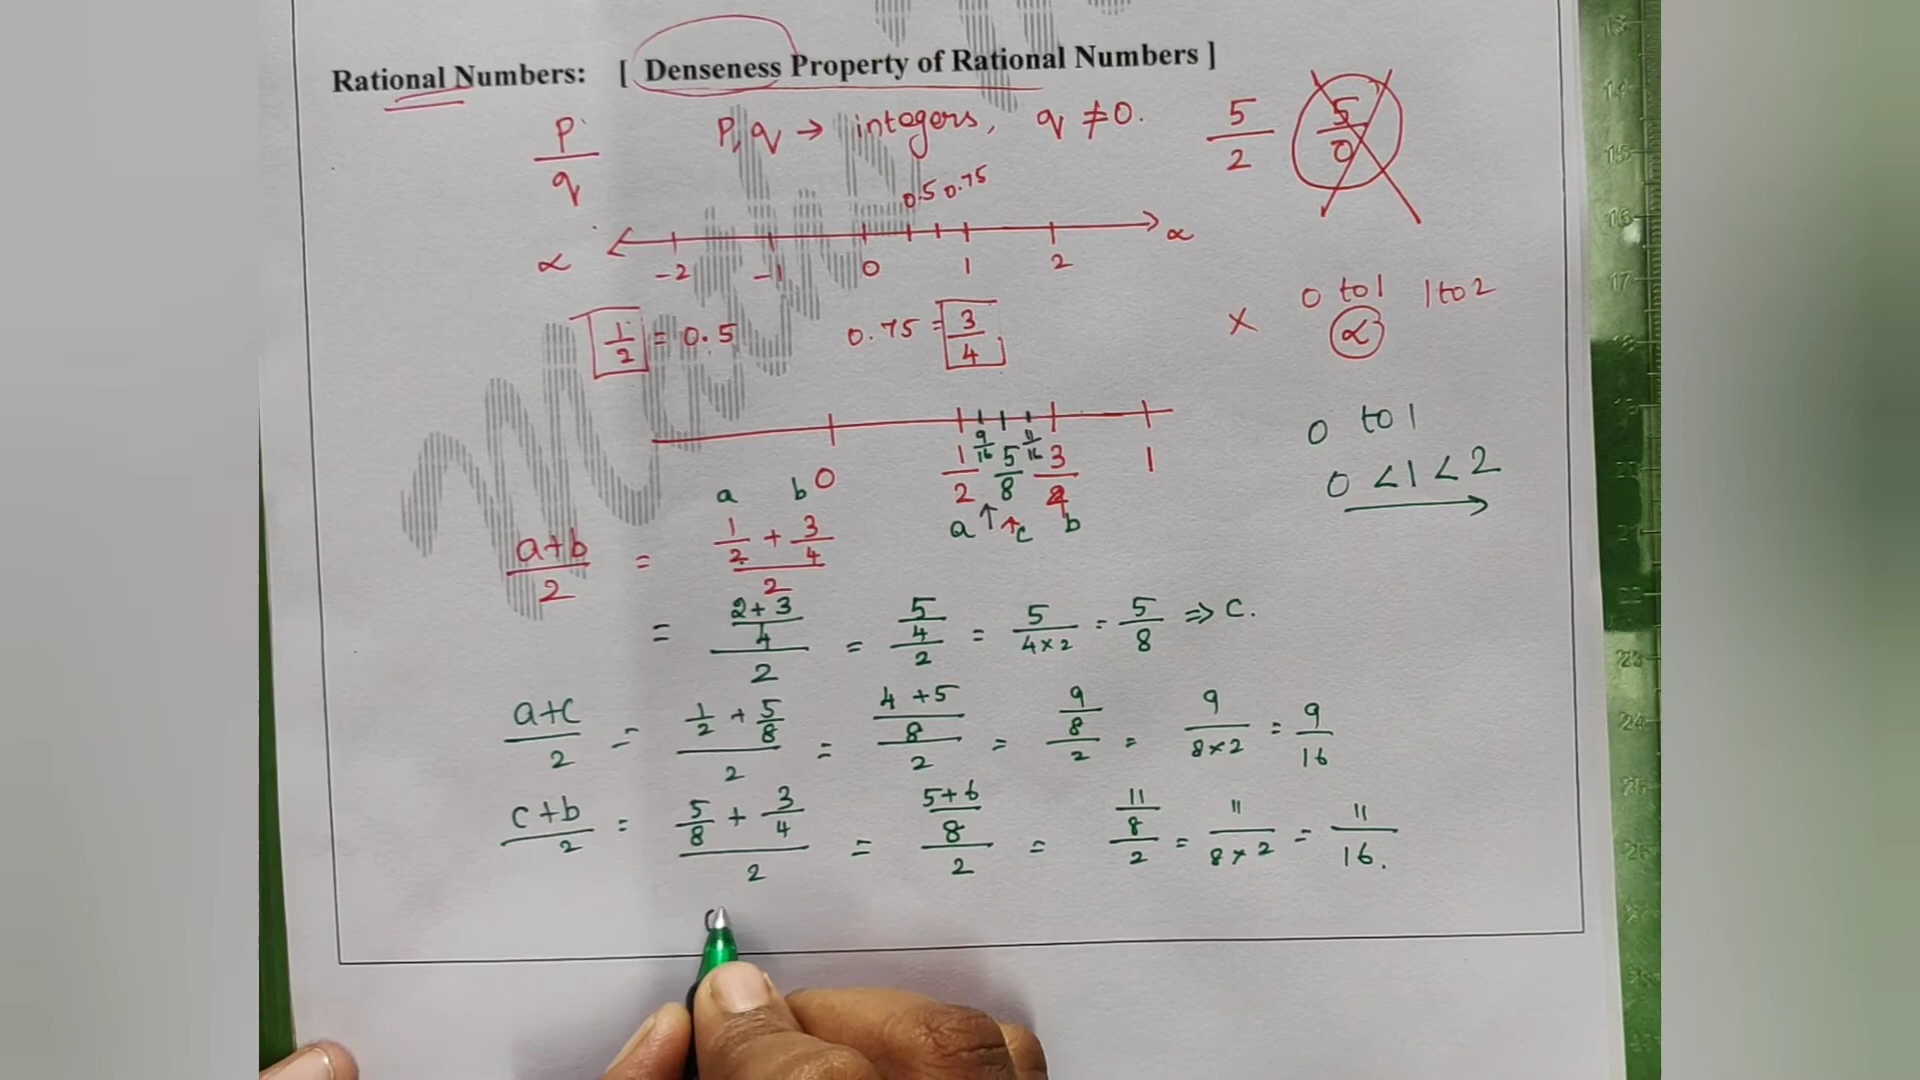 Rational Numbers: [ Denseness Property of Rational Numbers ]
p/q  p, q → integers, q ≠ 0.  5/2  5/0
0.5 0.75
∝ -2 -1 0 1 2 ∝
1/2 = 0.5  0.75 = 3/4  x  0 to 1  1 to 2
∝
0 to 1
0 < 1 < 2
0  1/2  9/16  5/8  11/16  3/4  1
a  c  b
a  b
(a+b)/2 = (1/2 + 3/4)/2
= ((2+3)/4)/2 = (5/4)/2 = 5/(4×2) = 5/8 ⇒ c.
(a+c)/2 = (1/2 + 5/8)/2 = ((4+5)/8)/2 = (9/8)/2 = 9/(8×2) = 9/16
(c+b)/2 = (5/8 + 3/4)/2 = ((5+6)/8)/2 = (11/8)/2 = 11/(8×2) = 11/16.